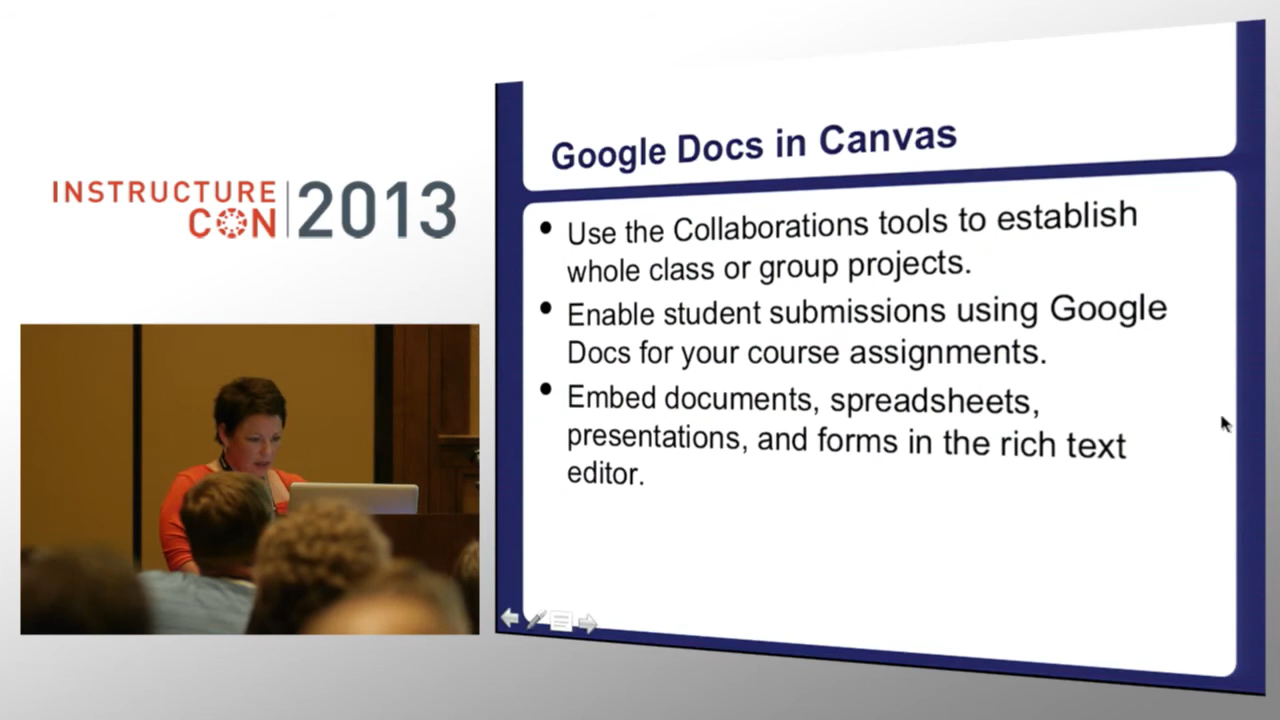 INSTRUCTURE
CON 2013
Google Docs in Canvas
• Use the Collaborations tools to establish
whole class or group projects.
• Enable student submissions using Google
Docs for your course assignments.
• Embed documents, spreadsheets,
presentations, and forms in the rich text
editor.